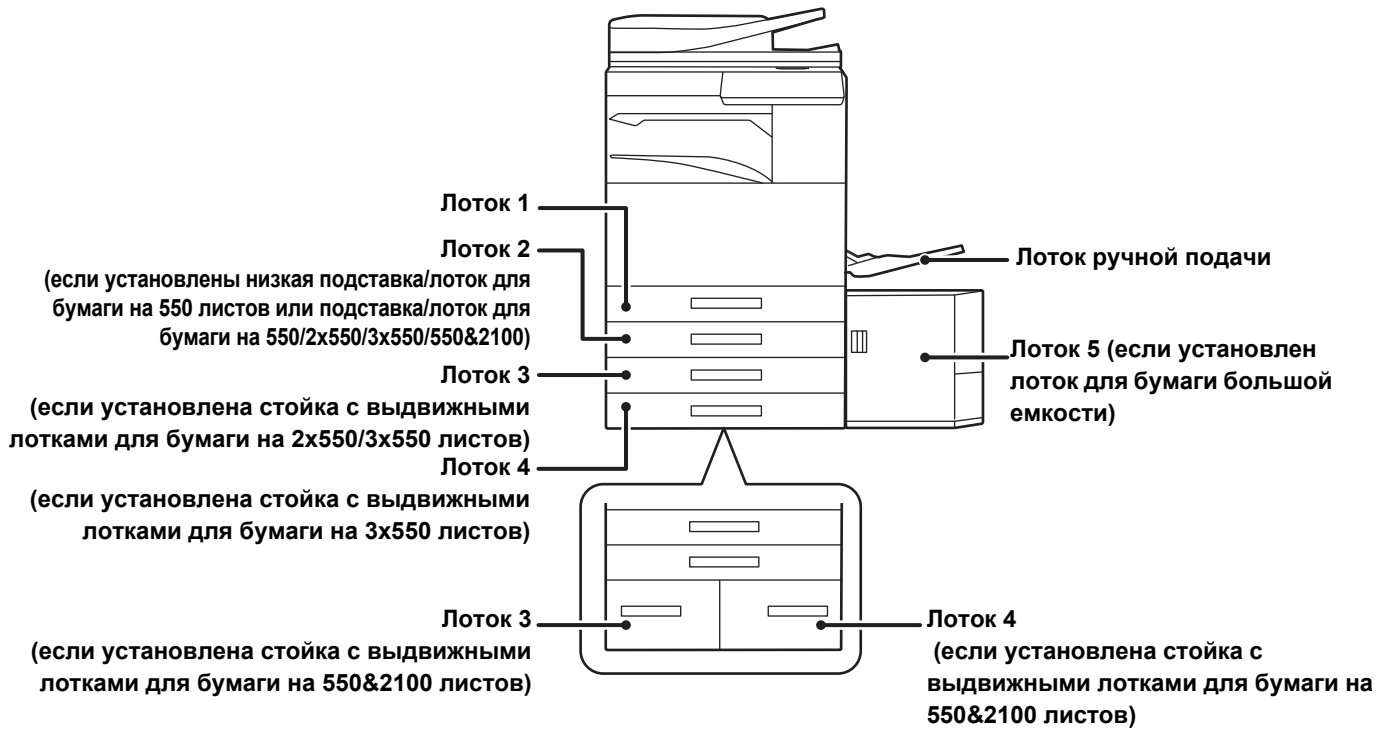 Лоток 1
Лоток 2
(если установлены низкая подставка/лоток для
бумаги на 550 листов или подставка/лоток для
бумаги на 550/2x550/3x550/550&2100)
Лоток 3
(если установлена стойка с выдвижными
лотками для бумаги на 2x550/3x550 листов)
Лоток 4
(если установлена стойка с выдвижными
лотками для бумаги на 3x550 листов)
Лоток ручной подачи
Лоток 5 (если установлен
лоток для бумаги большой
емкости)
Лоток 3
(если установлена стойка с выдвижными
лотками для бумаги на 550&2100 листов)
Лоток 4
(если установлена стойка с
выдвижными лотками для бумаги на
550&2100 листов)